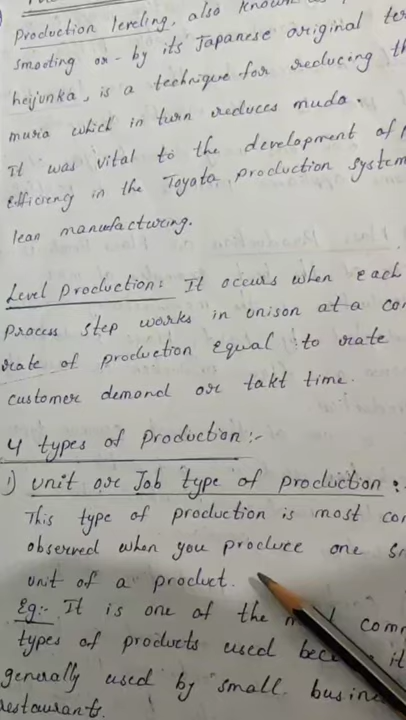 Production leveling, also known as
smooting or - by its Japanese original
heijunka, is a technique for reducing
mura which in turn reduces muda.
It was vital to the development of
efficieny in the Toyota production system
lean manufacturing.
Level production:- It occurs when each
process step works in unison at a
rate of production equal to rate
customer demand or takt time.
4 types of production:-
1) Unit or Job type of production:
This type of production is most
observed when you produce one
unit of a product.
Eg:- It is one of the
types of products used
generally used by small
restaurants.